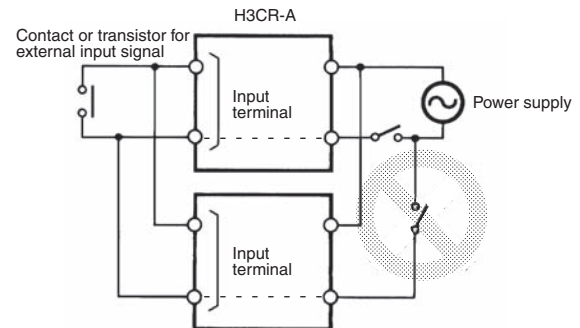 H3CR-A
Contact or transistor for
external input signal
Input
terminal
Power supply
Input
terminal